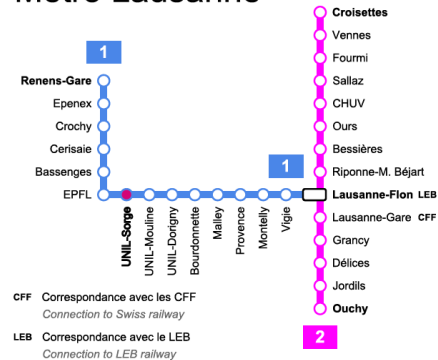 Métro Lausanne
1
Renens-Gare
Epenex
Crochy
Cerisaie
Bassenges
EPFL
UNIL-Sorge
UNIL-Mouline
UNIL-Dorigny
Bourdonnette
Malley
Provence
Montelly
Vigie
1
Croisettes
Vennes
Fourmi
Sallaz
CHUV
Ours
Bessières
Riponne-M. Béjart
Lausanne-Flon LEB
Lausanne-Gare CFF
Grancy
Délices
Jordils
Ouchy
2
CFF Correspondance avec les CFF
Connection to Swiss railway
LEB Correspondance avec le LEB
Connection to LEB railway